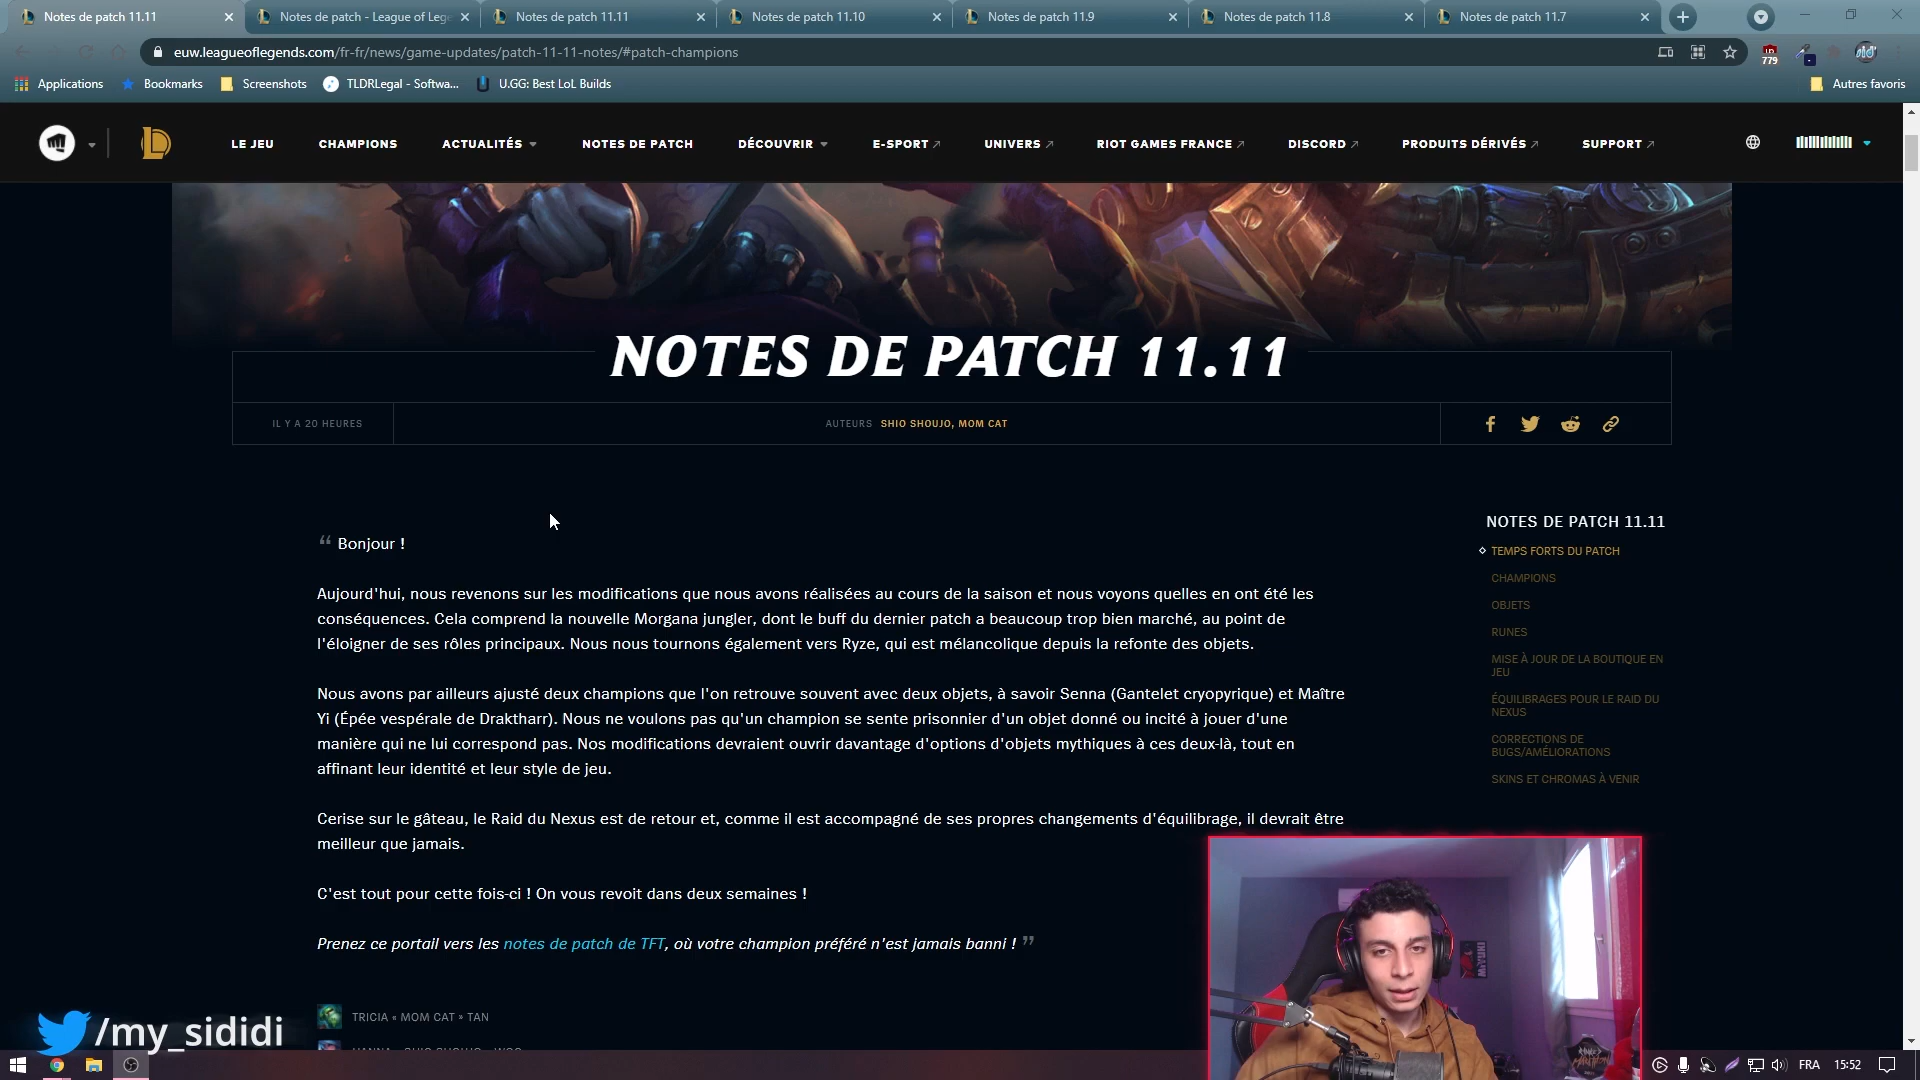 Notes de patch 11.11
Notes de patch - League of Lege
Notes de patch 11.11
Notes de patch 11.10
Notes de patch 11.9
Notes de patch 11.8
Notes de patch 11.7
euw.leagueoflegends.com/fr-fr/news/game-updates/patch-11-11-notes/#patch-champions
779
Applications
Bookmarks
Screenshots
TLDRLegal - Softwa...
U.GG: Best LoL Builds
Autres favoris
LE JEU
CHAMPIONS
ACTUALITÉS
NOTES DE PATCH
DÉCOUVRIR
E-SPORT
UNIVERS
RIOT GAMES FRANCE
DISCORD
PRODUITS DÉRIVÉS
SUPPORT
NOTES DE PATCH 11.11
IL Y A 20 HEURES
AUTEURS SHIO SHOUJO, MOM CAT
“ Bonjour !
Aujourd'hui, nous revenons sur les modifications que nous avons réalisées au cours de la saison et nous voyons quelles en ont été les
conséquences. Cela comprend la nouvelle Morgana jungler, dont le buff du dernier patch a beaucoup trop bien marché, au point de
l'éloigner de ses rôles principaux. Nous nous tournons également vers Ryze, qui est mélancolique depuis la refonte des objets.
Nous avons par ailleurs ajusté deux champions que l'on retrouve souvent avec deux objets, à savoir Senna (Gantelet cryopyrique) et Maître
Yi (Épée vespérale de Draktharr). Nous ne voulons pas qu'un champion se sente prisonnier d'un objet donné ou incité à jouer d'une
manière qui ne lui correspond pas. Nos modifications devraient ouvrir davantage d'options d'objets mythiques à ces deux-là, tout en
affinant leur identité et leur style de jeu.
Cerise sur le gâteau, le Raid du Nexus est de retour et, comme il est accompagné de ses propres changements d'équilibrage, il devrait être
meilleur que jamais.
C'est tout pour cette fois-ci ! On vous revoit dans deux semaines !
Prenez ce portail vers les notes de patch de TFT, où votre champion préféré n'est jamais banni ! ”
TRICIA « MOM CAT » TAN
NOTES DE PATCH 11.11
TEMPS FORTS DU PATCH
CHAMPIONS
OBJETS
RUNES
MISE À JOUR DE LA BOUTIQUE EN
JEU
ÉQUILIBRAGES POUR LE RAID DU
NEXUS
CORRECTIONS DE
BUGS/AMÉLIORATIONS
SKINS ET CHROMAS À VENIR
/my_sididi
FRA
15:52